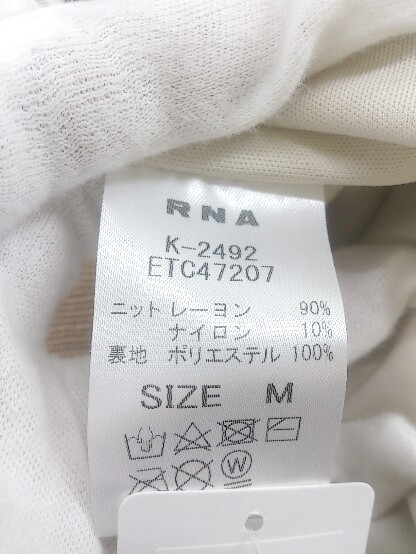 RNA
K-2492
ETC47207
ニット レーヨン 90%
ナイロン 10%
裏地 ポリエステル 100%
SIZE M
W